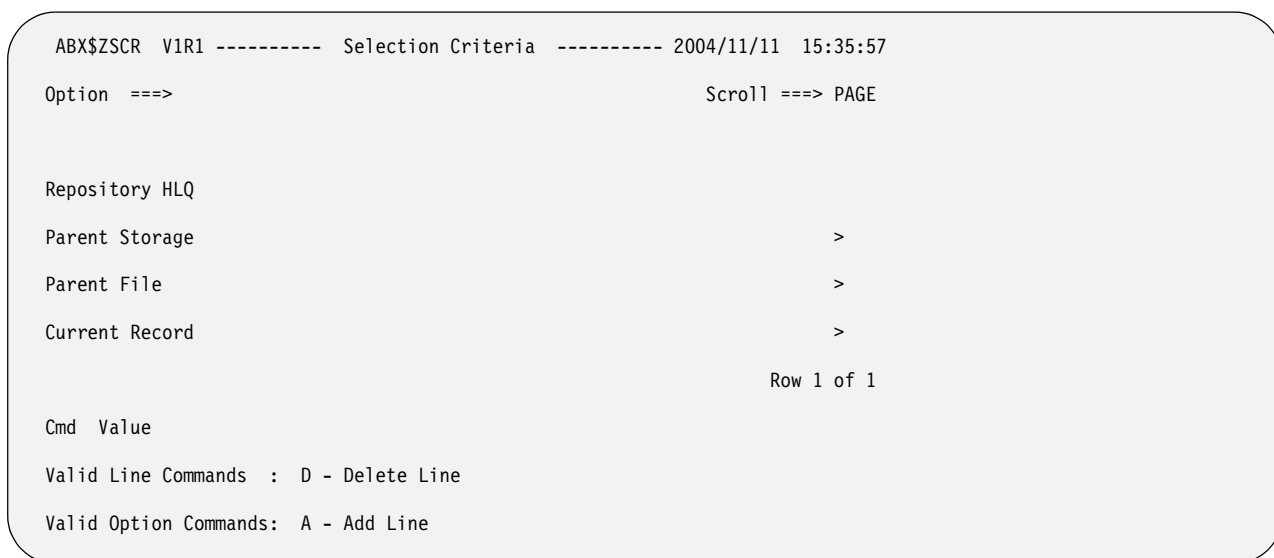 ABX$ZSCR V1R1 ---------- Selection Criteria ---------- 2004/11/11 15:35:57
Option ===> Scroll ===> PAGE
Repository HLQ
Parent Storage >
Parent File >
Current Record >
Row 1 of 1
Cmd Value
Valid Line Commands : D - Delete Line
Valid Option Commands: A - Add Line